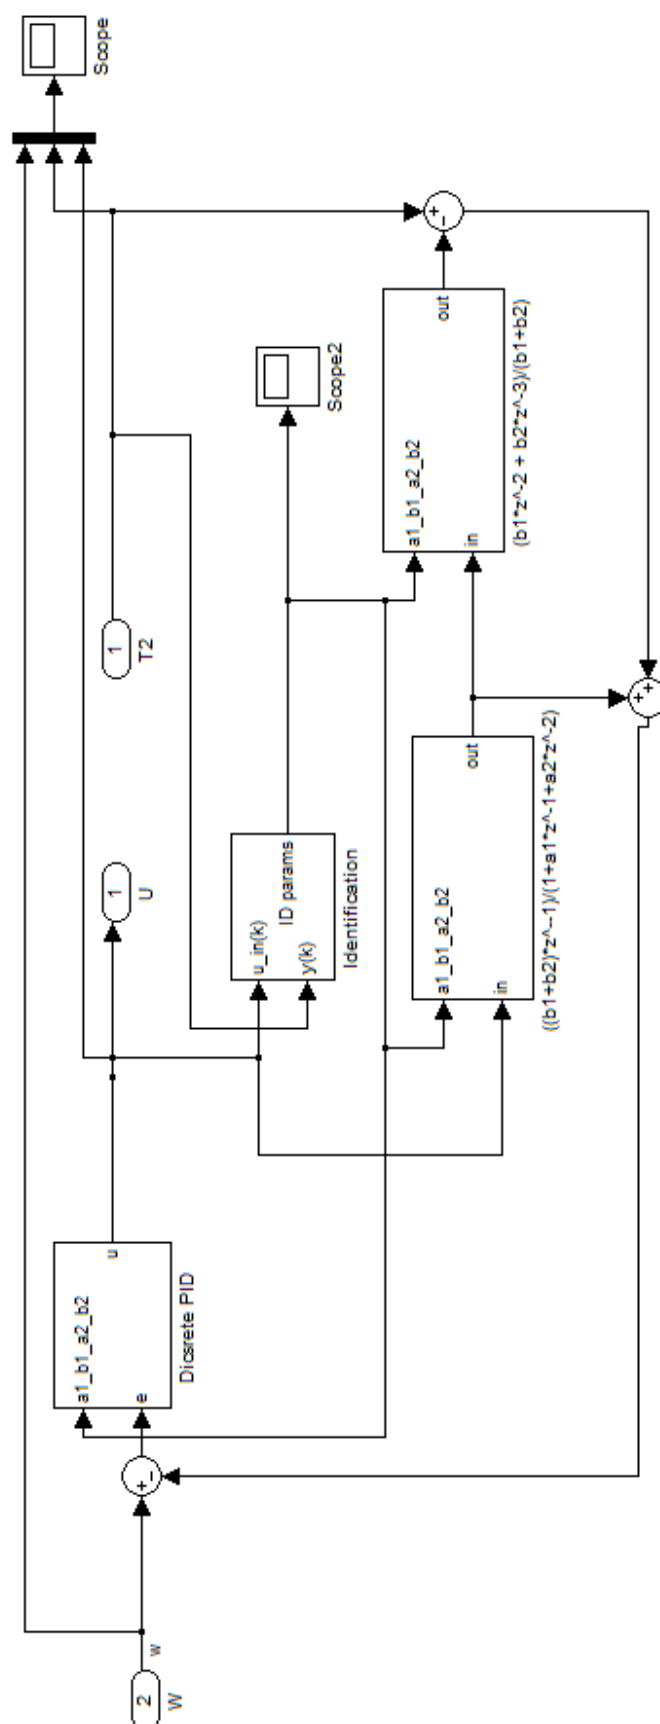 Scope
+
-
out
(b1*z^-2 + b2*z^-3)/(b1+b2)
a1_b1_a2_b2
in
Scope2
1
T2
+
+
out
((b1+b2)*z^--1)/(1+a1*z^-1+a2*z^-2)
a1_b1_a2_b2
in
1
U
ID params
u_in(k)
y(k)
Identification
u
a1_b1_a2_b2
e
Dicsrete PID
+
-
w
2
W